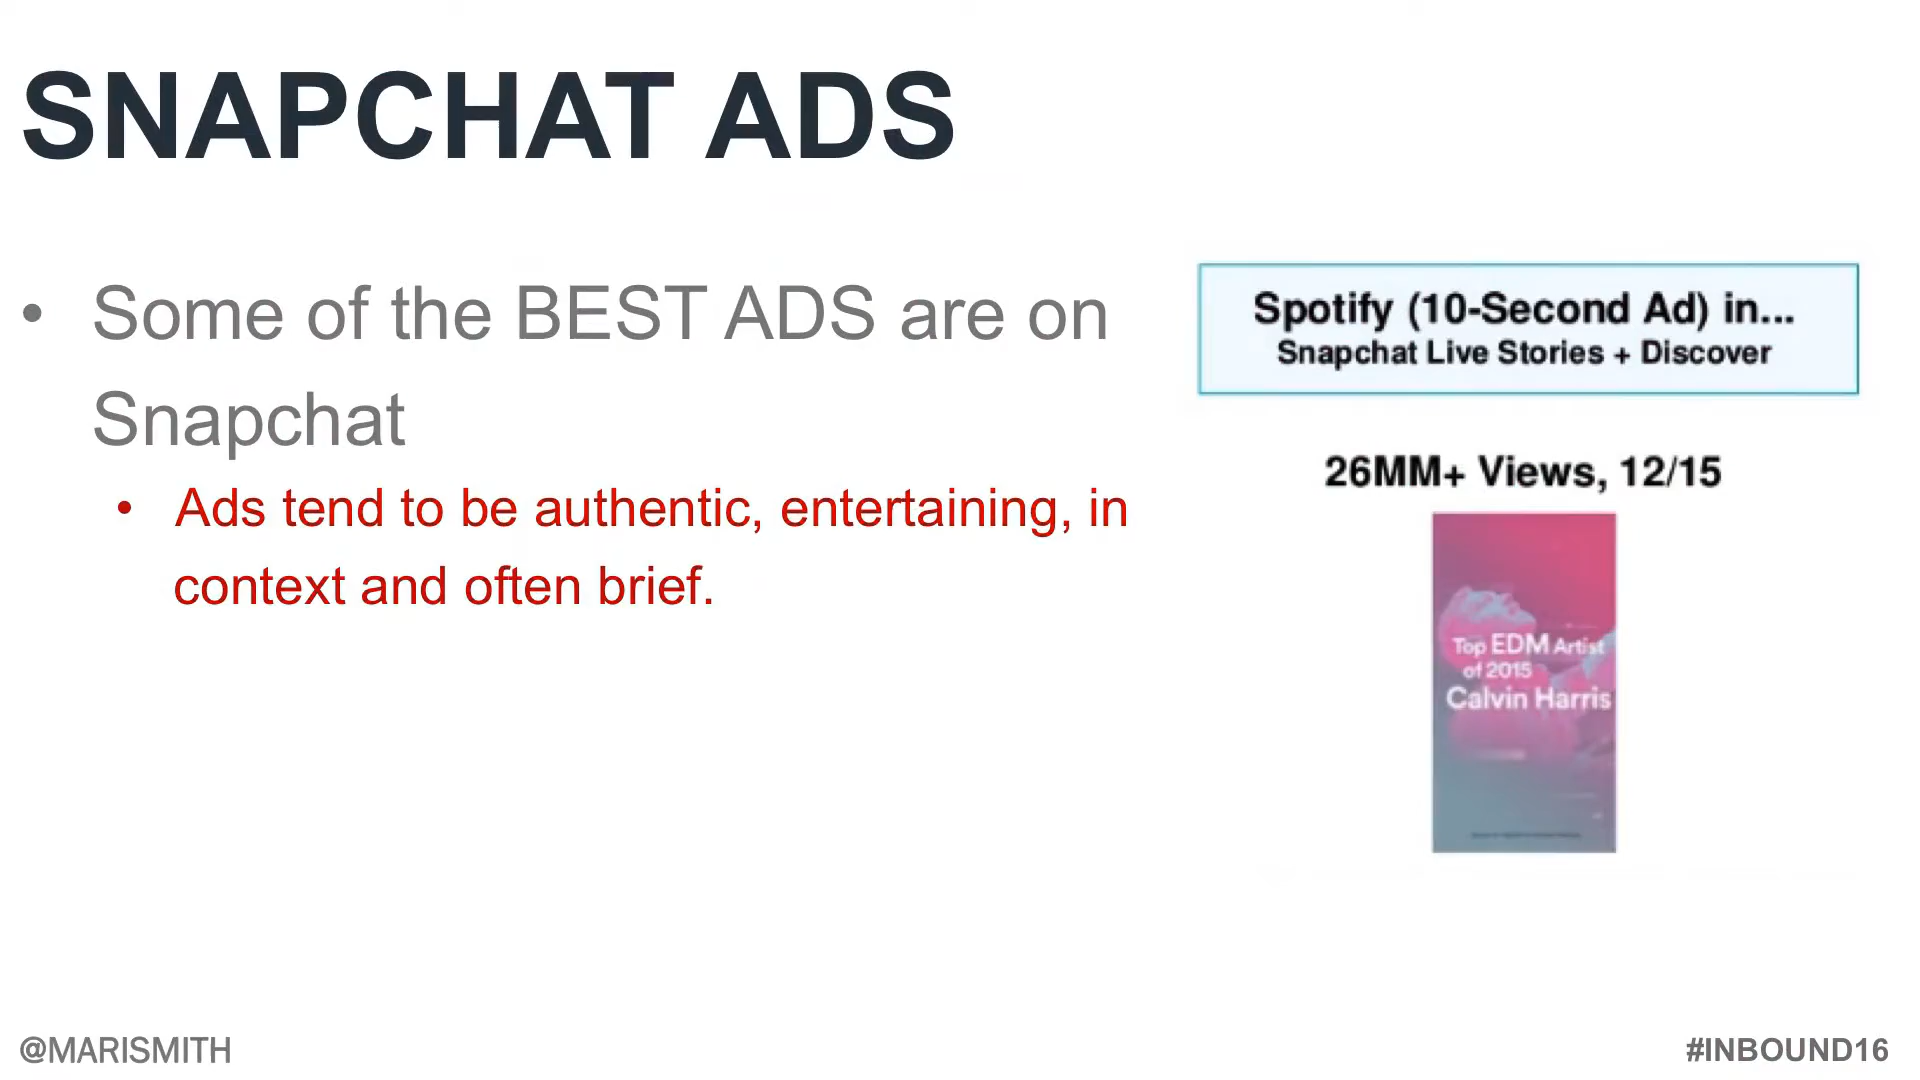 SNAPCHAT ADS
• Some of the BEST ADS are on
Snapchat
• Ads tend to be authentic, entertaining, in
context and often brief.
Spotify (10-Second Ad) in...
Snapchat Live Stories + Discover
26MM+ Views, 12/15
Top EDM Artist
of 2015
Calvin Harris
@MARISMITH
#INBOUND16